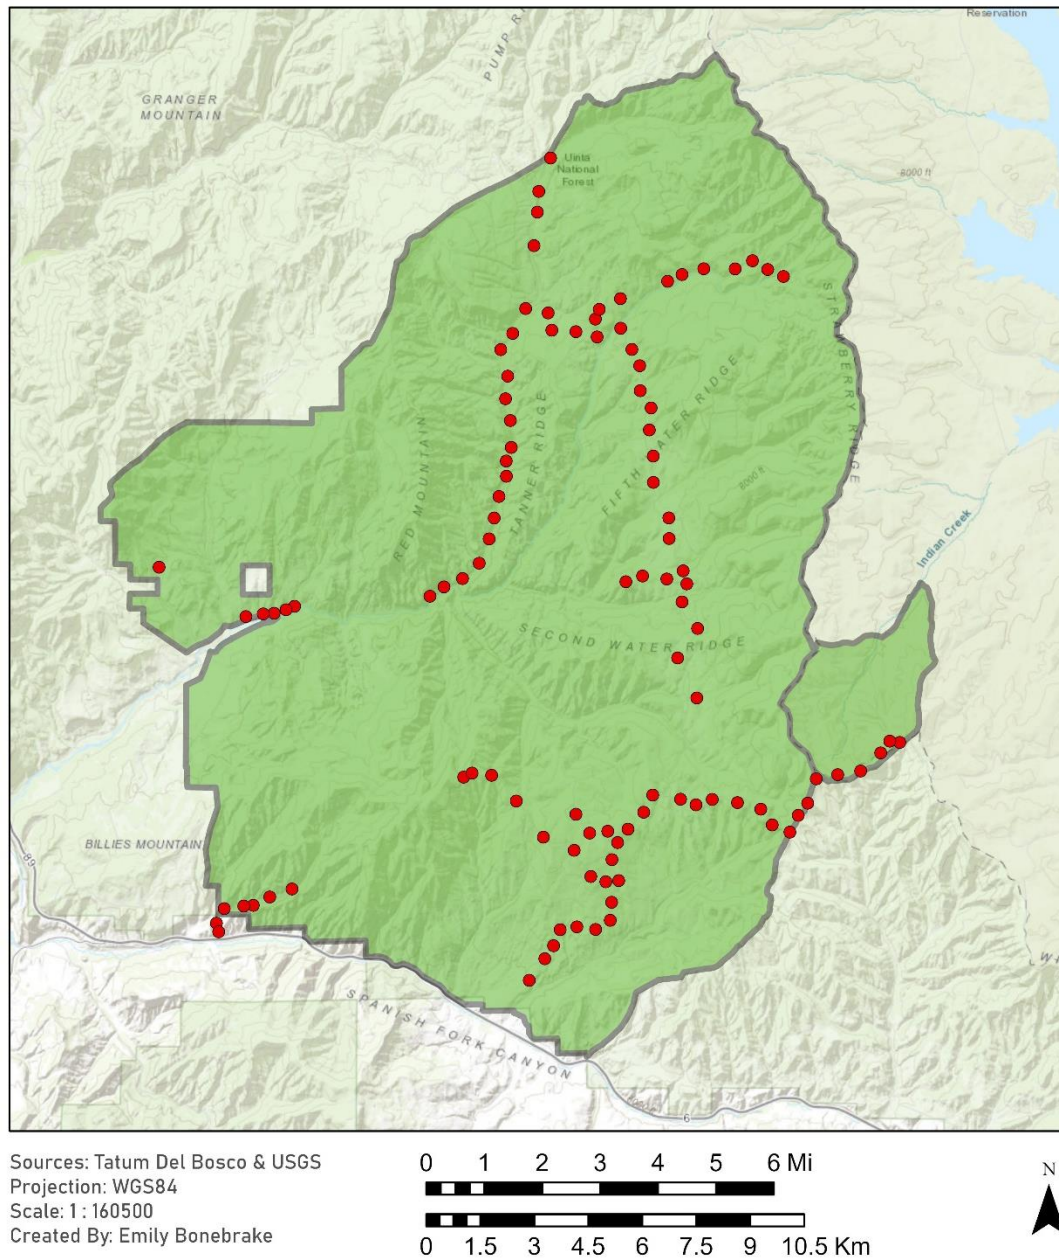 Reservation
PUMP RI
GRANGER
MOUNTAIN
Uinta
National
Forest
8000 ft
STRAWBERRY RIDGE
RED MOUNTAIN
TANNER RIDGE
FIFTH WATER RIDGE
8000 ft
Indian Creek
SECOND WATER RIDGE
BILLIES MOUNTAIN
89
SPANISH FORK CANYON
6
Sources: Tatum Del Bosco & USGS
Projection: WGS84
Scale: 1 : 160500
Created By: Emily Bonebrake
0 1 2 3 4 5 6 Mi
0 1.5 3 4.5 6 7.5 9 10.5 Km
N